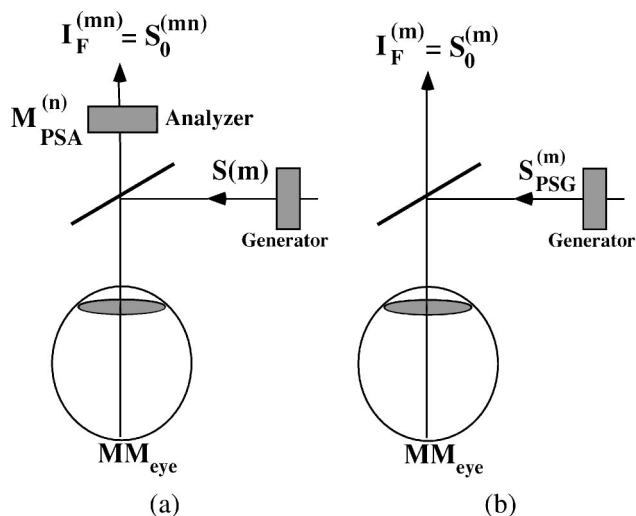 I_F^(mn) = S_0^(mn)
M_PSA^(n) Analyzer
S(m)
Generator
MM_eye
(a)
I_F^(m) = S_0^(m)
S_PSG^(m)
Generator
MM_eye
(b)